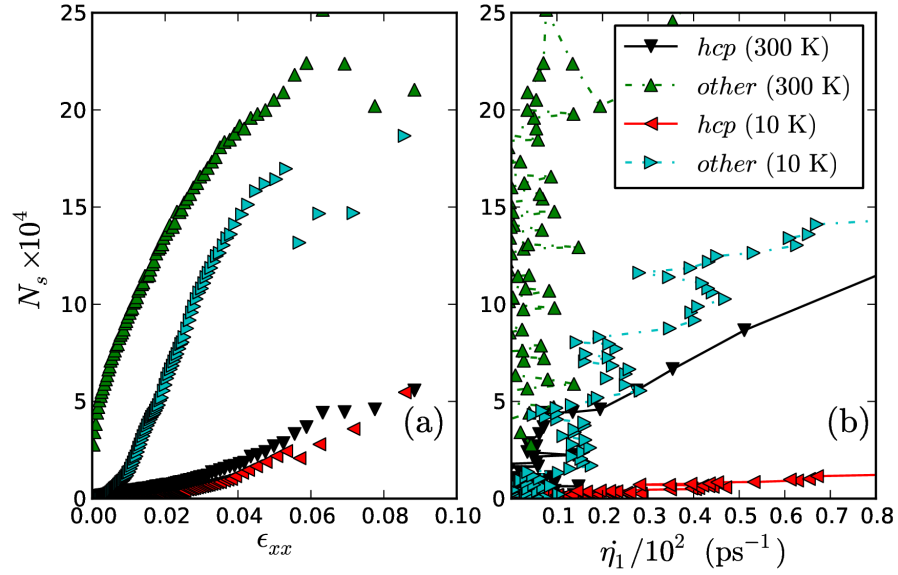 25
20
15
10
5
0
N_s ×10^4
0.00 0.02 0.04 0.06 0.08 0.10
ϵ_xx
(a)
hcp (300 K)
other (300 K)
hcp (10 K)
other (10 K)
(b)
0.1 0.2 0.3 0.4 0.5 0.6 0.7 0.8
η̇_1/10^2 (ps^−1)